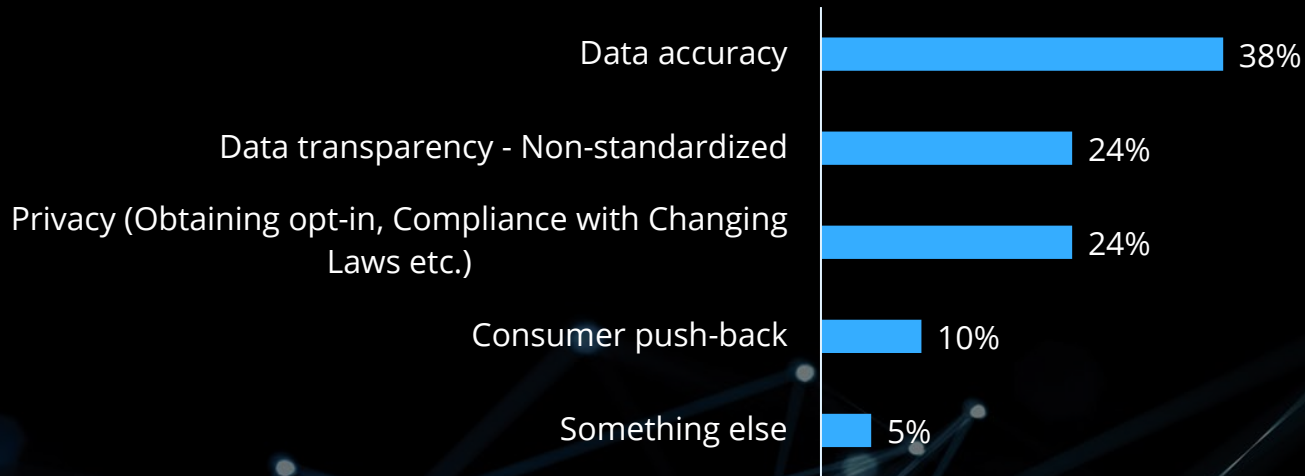 Data accuracy 38%
Data transparency - Non-standardized 24%
Privacy (Obtaining opt-in, Compliance with Changing
Laws etc.) 24%
Consumer push-back 10%
Something else 5%